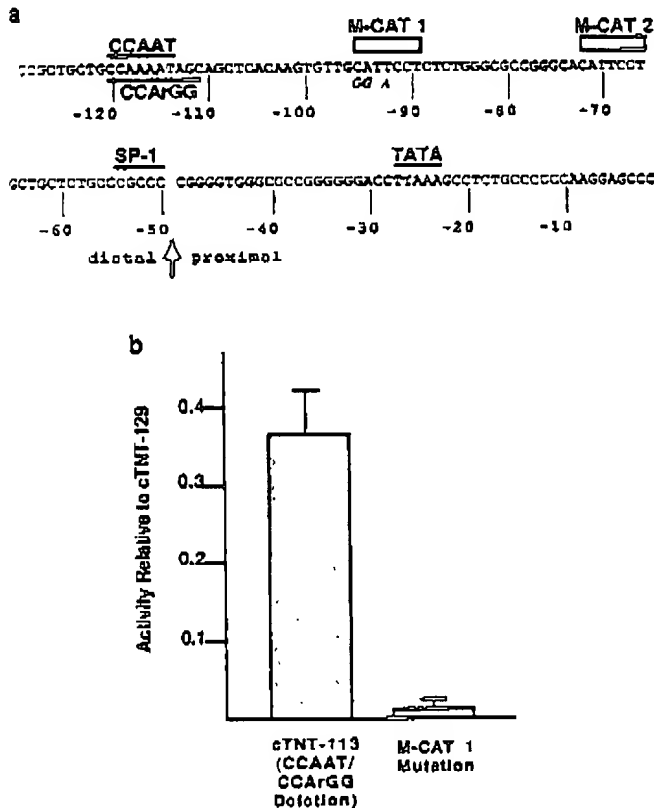 a
CCAAT M-CAT 1 M-CAT 2
CCArGG GG A
-120 -110 -100 -90 -80 -70
SP-1 TATA
-60 -50 -40 -30 -20 -10
distal proximal
b
Activity Relative to cTNT-129
0.4
0.3
0.2
0.1
cTNT-113
(CCAAT/
CCArGG
Deletion)
M-CAT 1
Mutation